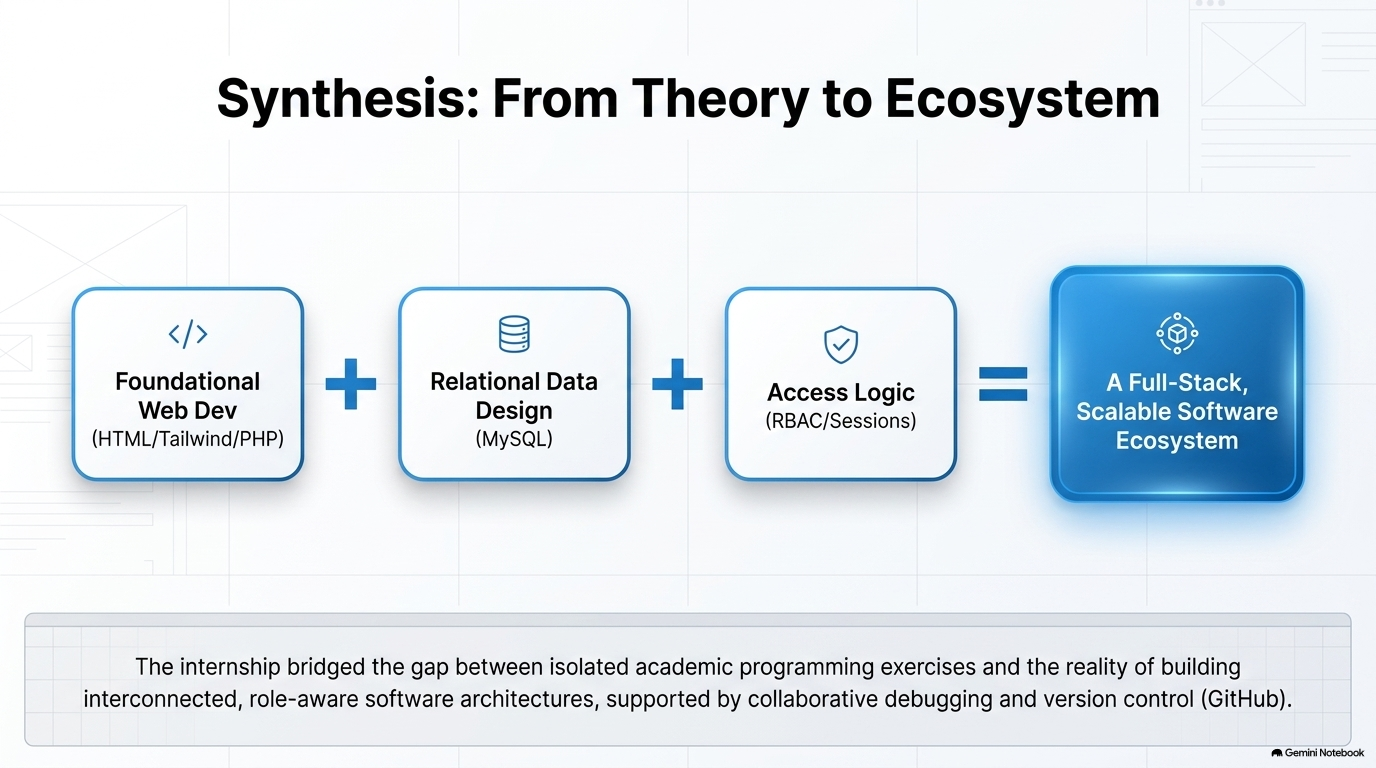 Synthesis: From Theory to Ecosystem
</>
Foundational
Web Dev
(HTML/Tailwind/PHP)
+
Relational Data
Design
(MySQL)
+
Access Logic
(RBAC/Sessions)
=
A Full-Stack,
Scalable Software
Ecosystem
The internship bridged the gap between isolated academic programming exercises and the reality of building
interconnected, role-aware software architectures, supported by collaborative debugging and version control (GitHub).
Gemini Notebook